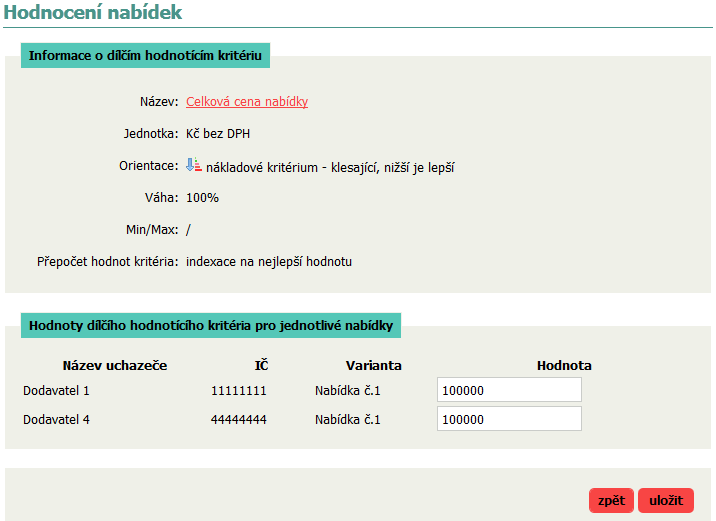 Hodnocení nabídek
Informace o dílčím hodnotícím kritériu
Název: Celková cena nabídky
Jednotka: Kč bez DPH
Orientace: nákladové kritérium - klesající, nižší je lepší
Váha: 100%
Min/Max: /
Přepočet hodnot kritéria: indexace na nejlepší hodnotu
Hodnoty dílčího hodnotícího kritéria pro jednotlivé nabídky
Název uchazeče IČ Varianta Hodnota
Dodavatel 1 11111111 Nabídka č.1 100000
Dodavatel 4 44444444 Nabídka č.1 100000
zpět uložit